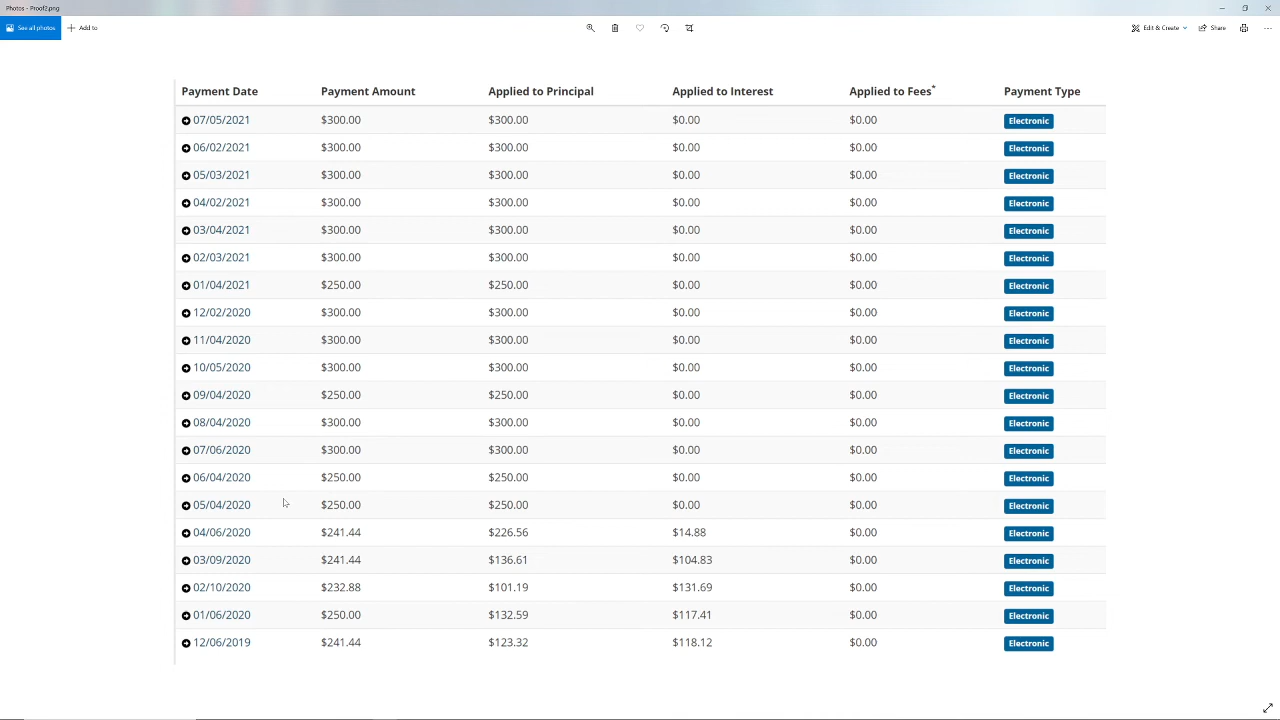 Photos - Proof2.png
See all photos + Add to Edit & Create Share
Payment Date Payment Amount Applied to Principal Applied to Interest Applied to Fees* Payment Type
07/05/2021 $300.00 $300.00 $0.00 $0.00 Electronic
06/02/2021 $300.00 $300.00 $0.00 $0.00 Electronic
05/03/2021 $300.00 $300.00 $0.00 $0.00 Electronic
04/02/2021 $300.00 $300.00 $0.00 $0.00 Electronic
03/04/2021 $300.00 $300.00 $0.00 $0.00 Electronic
02/03/2021 $300.00 $300.00 $0.00 $0.00 Electronic
01/04/2021 $250.00 $250.00 $0.00 $0.00 Electronic
12/02/2020 $300.00 $300.00 $0.00 $0.00 Electronic
11/04/2020 $300.00 $300.00 $0.00 $0.00 Electronic
10/05/2020 $300.00 $300.00 $0.00 $0.00 Electronic
09/04/2020 $250.00 $250.00 $0.00 $0.00 Electronic
08/04/2020 $300.00 $300.00 $0.00 $0.00 Electronic
07/06/2020 $300.00 $300.00 $0.00 $0.00 Electronic
06/04/2020 $250.00 $250.00 $0.00 $0.00 Electronic
05/04/2020 $250.00 $250.00 $0.00 $0.00 Electronic
04/06/2020 $241.44 $226.56 $14.88 $0.00 Electronic
03/09/2020 $241.44 $136.61 $104.83 $0.00 Electronic
02/10/2020 $232.88 $101.19 $131.69 $0.00 Electronic
01/06/2020 $250.00 $132.59 $117.41 $0.00 Electronic
12/06/2019 $241.44 $123.32 $118.12 $0.00 Electronic